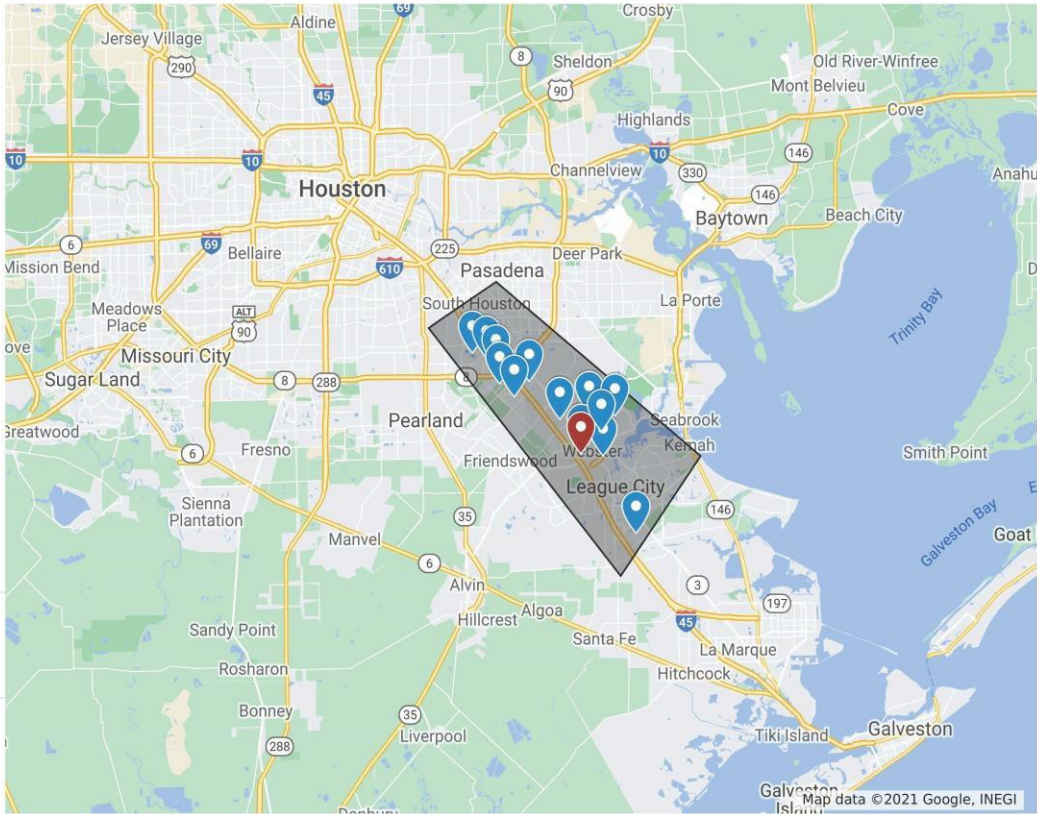 Crosby
Aldine
69
Jersey Village
8
Sheldon
Old River-Winfree
290
90
Mont Belvieu
45
Cove
Highlands
10
10
10
146
Channelview
330
Houston
146
Anahu
Baytown
Beach City
6
69
225
Bellaire
Deer Park
Mission Bend
610
Pasadena
La Porte
Trinity Bay
South Houston
Meadows
Place
ALT
90
ove
Missouri City
Sugar Land
8
288
8
Pearland
Seabrook
Greatwood
6
Fresno
Friendswood
Webster
Kemah
Smith Point
League City
Sienna
Plantation
35
146
E
Galveston Bay
Goat
Manvel
6
Alvin
3
Algoa
197
Hillcrest
45
Sandy Point
Santa Fe
La Marque
Rosharon
Hitchcock
Bonney
35
288
Liverpool
Tiki Island
Galveston
Danbury
Galveston
Island
Map data ©2021 Google, INEGI